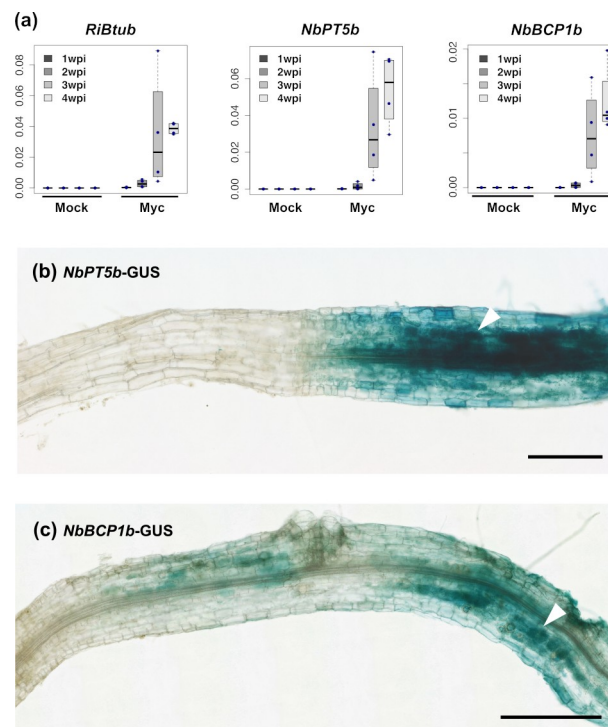 (a)
RiBtub
NbPT5b
NbBCP1b
1wpi
2wpi
3wpi
4wpi
0.00 0.02 0.04 0.06 0.08
Mock Myc
1wpi
2wpi
3wpi
4wpi
0.00 0.02 0.04 0.06
Mock Myc
1wpi
2wpi
3wpi
4wpi
0.00 0.01 0.02
Mock Myc
(b) NbPT5b-GUS
(c) NbBCP1b-GUS